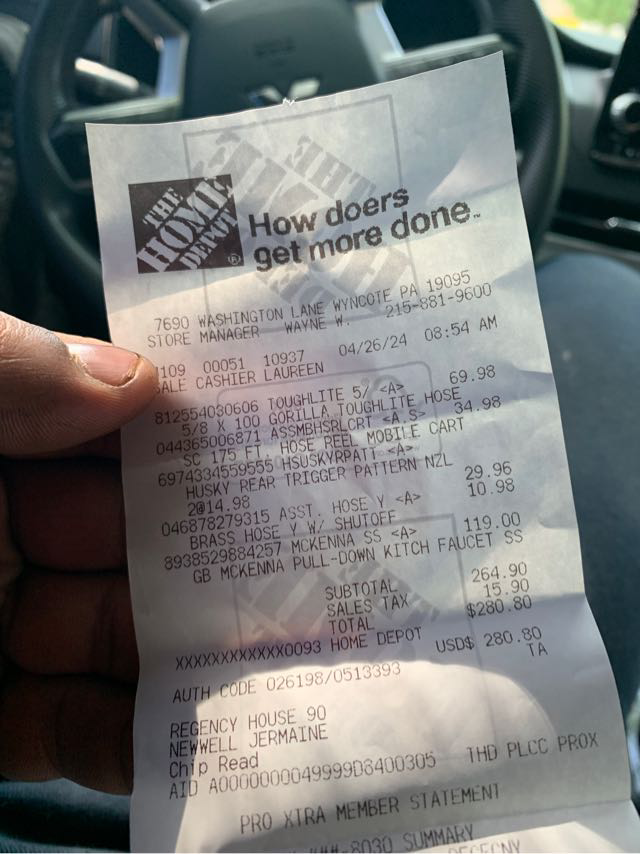 THE
HOME
DEPOT
How doers
get more done.™
7690 WASHINGTON LANE WYNCOTE PA 19095
STORE MANAGER WAYNE W. 215-881-9600
109 00051 10937 04/26/24 08:54 AM
ALE CASHIER LAUREEN
812554030606 TOUGHLITE 5/ <A> 69.98
5/8 X 100 GORILLA TOUGHLITE HOSE
044365006871 ASSMBHSRLCRT <A,S> 34.98
SC 175 FT. HOSE REEL MOBILE CART
6974334559555 HSUSKYRPATT <A>
HUSKY REAR TRIGGER PATTERN NZL
2@14.98 29.96
046878279315 ASST. HOSE Y <A> 10.98
BRASS HOSE Y W/ SHUTOFF
8938529884257 MCKENNA SS <A> 119.00
GB MCKENNA PULL-DOWN KITCH FAUCET SS
SUBTOTAL 264.90
SALES TAX 15.90
TOTAL $280.80
XXXXXXXXXXXX0093 HOME DEPOT
USD$ 280.80
AUTH CODE 026198/0513393 TA
REGENCY HOUSE 90
NEWWELL JERMAINE
Chip Read
AID A0000000049999D8400305 THD PLCC PROX
PRO XTRA MEMBER STATEMENT
###-8030 SUMMARY